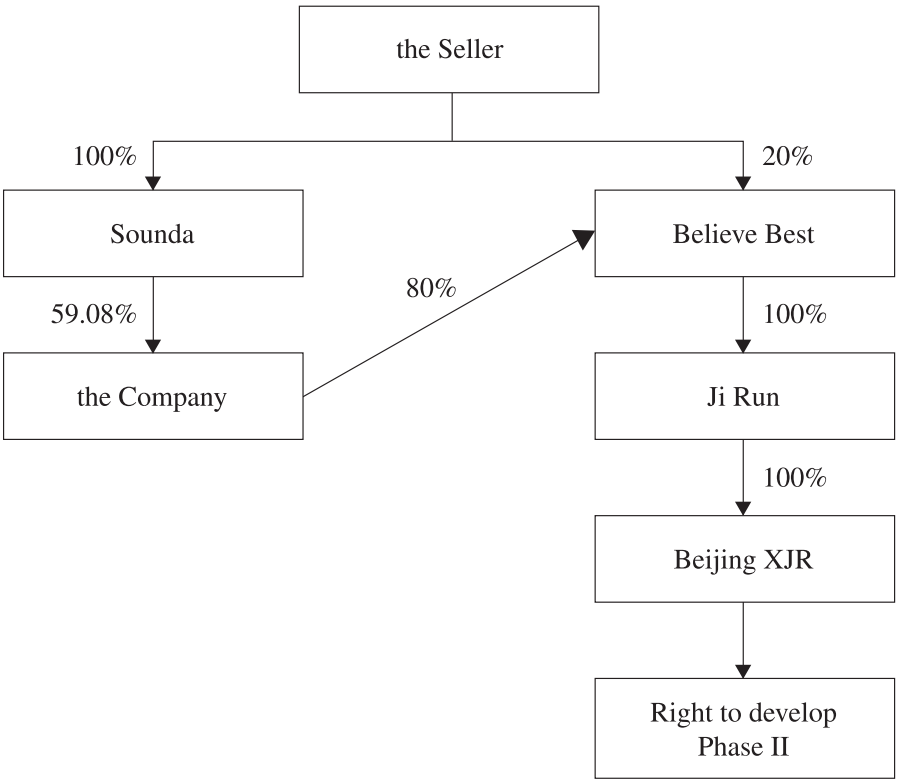 the Seller
100%
20%
Sounda
Believe Best
80%
59.08%
100%
the Company
Ji Run
100%
Beijing XJR
Right to develop
Phase II